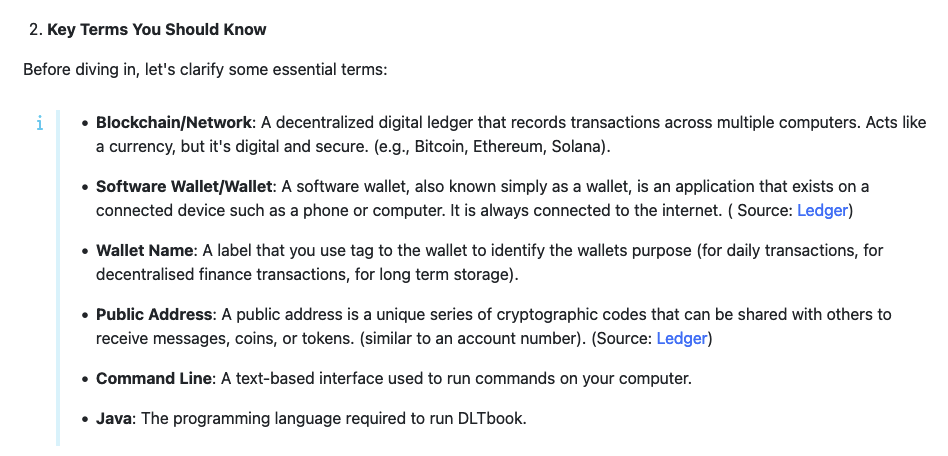 2. Key Terms You Should Know
Before diving in, let's clarify some essential terms:
i
• Blockchain/Network: A decentralized digital ledger that records transactions across multiple computers. Acts like
a currency, but it's digital and secure. (e.g., Bitcoin, Ethereum, Solana).
• Software Wallet/Wallet: A software wallet, also known simply as a wallet, is an application that exists on a
connected device such as a phone or computer. It is always connected to the internet. ( Source: Ledger)
• Wallet Name: A label that you use tag to the wallet to identify the wallets purpose (for daily transactions, for
decentralised finance transactions, for long term storage).
• Public Address: A public address is a unique series of cryptographic codes that can be shared with others to
receive messages, coins, or tokens. (similar to an account number). (Source: Ledger)
• Command Line: A text-based interface used to run commands on your computer.
• Java: The programming language required to run DLTbook.